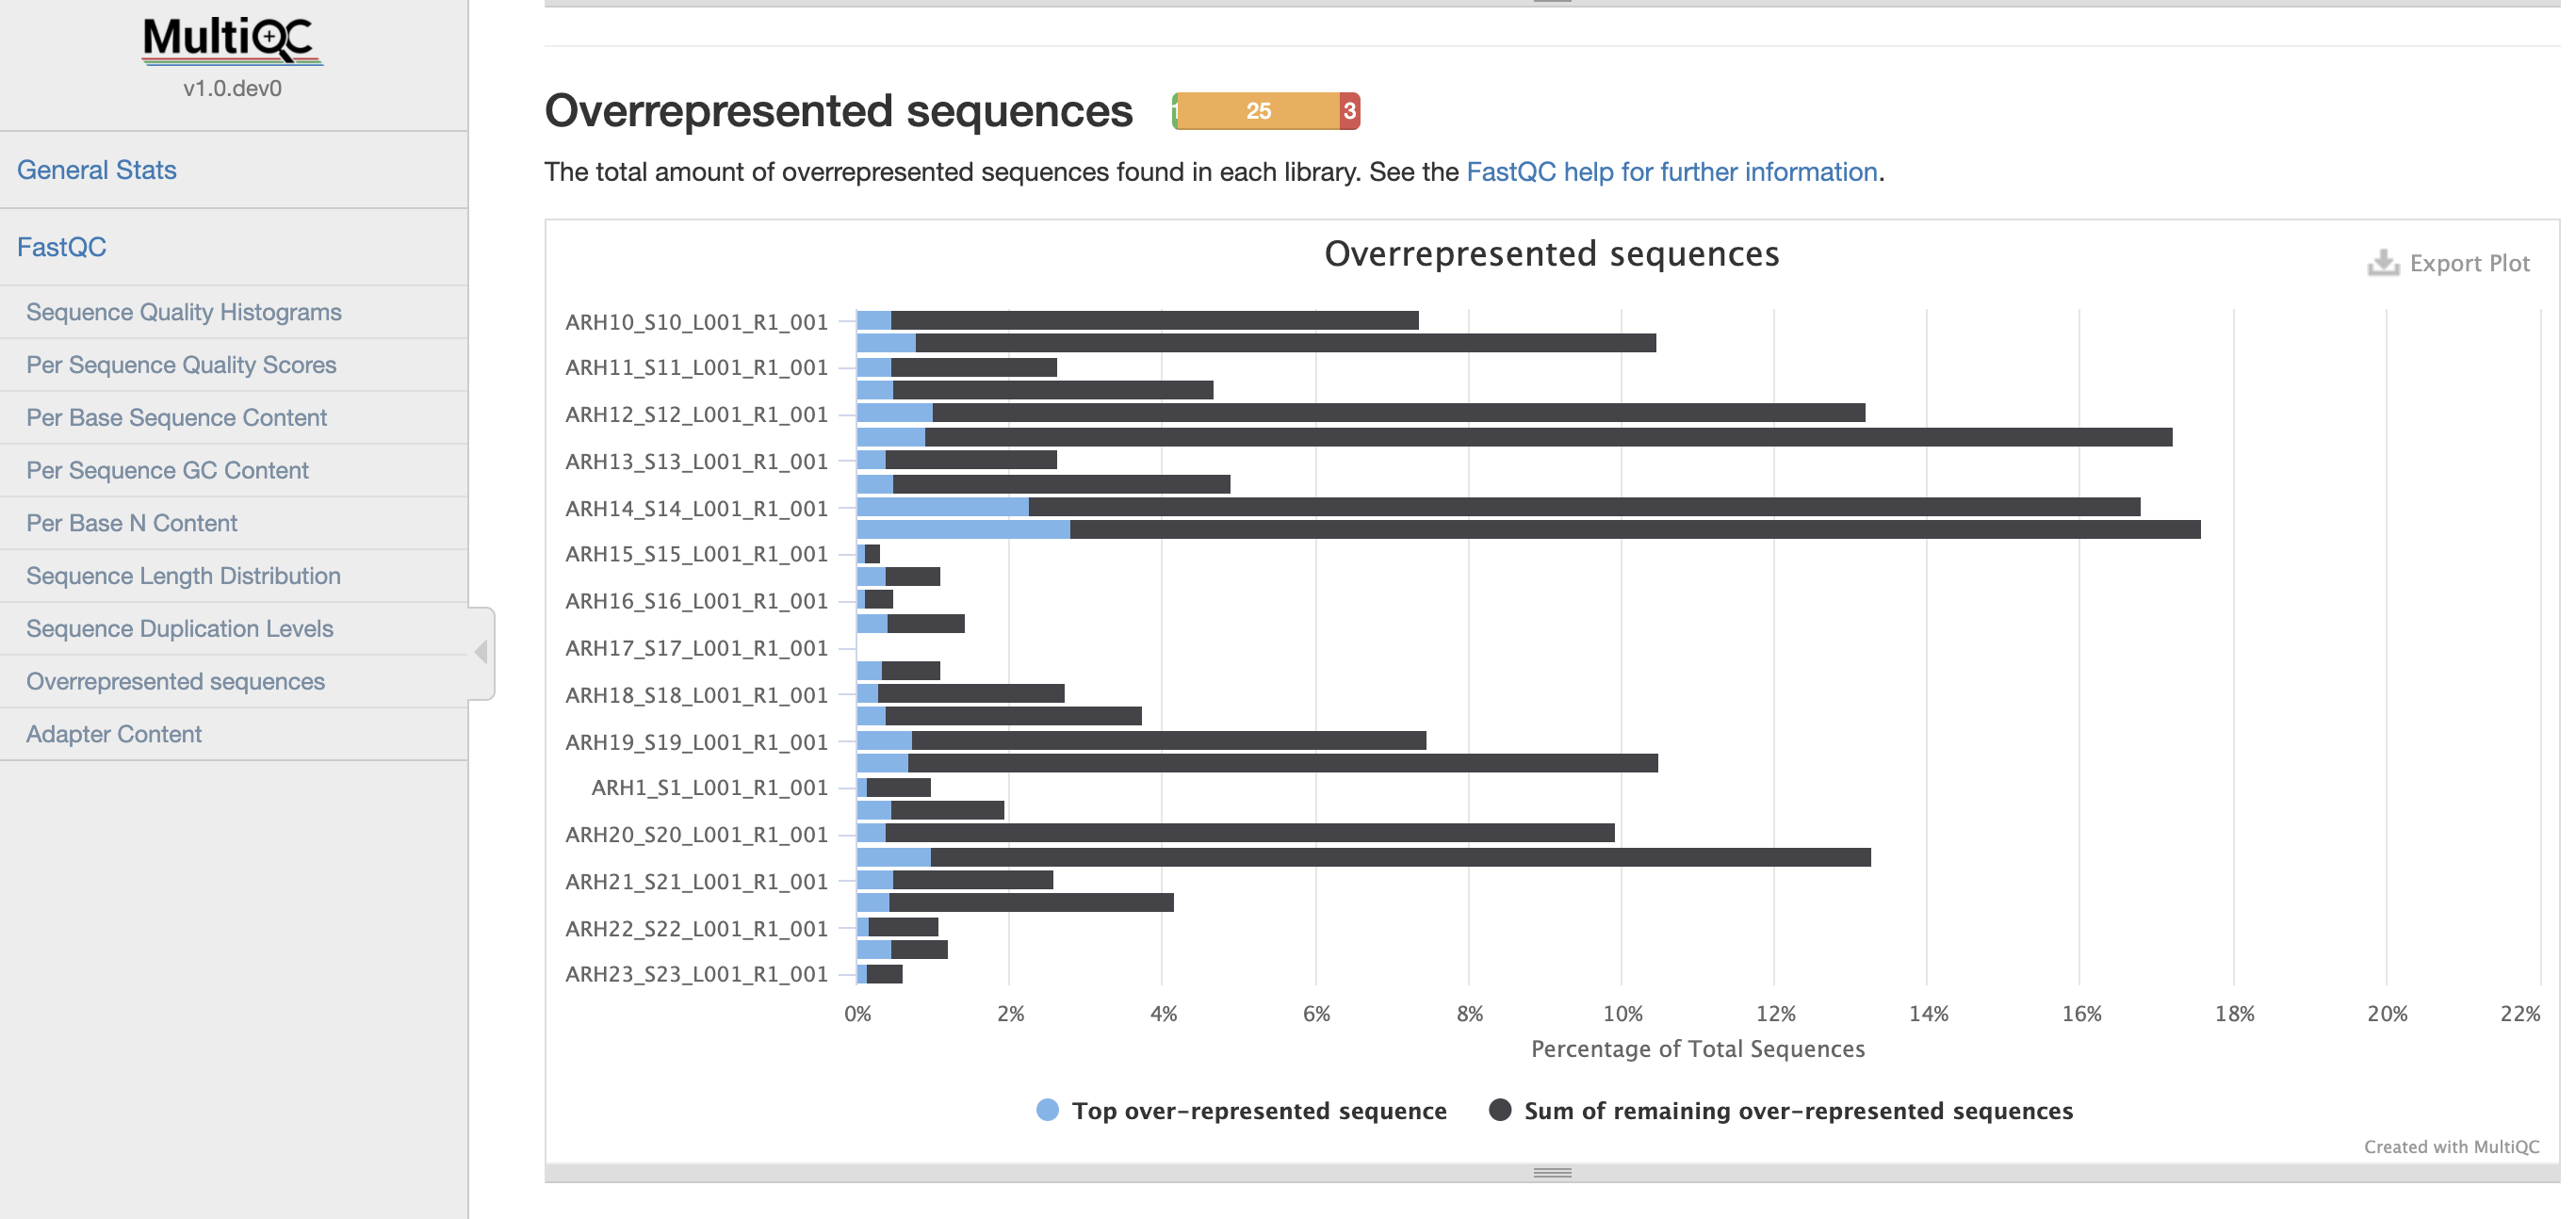 MultiQC
v1.0.dev0
General Stats
FastQC
Sequence Quality Histograms
Per Sequence Quality Scores
Per Base Sequence Content
Per Sequence GC Content
Per Base N Content
Sequence Length Distribution
Sequence Duplication Levels
Overrepresented sequences
Adapter Content
Overrepresented sequences 1 25 3
The total amount of overrepresented sequences found in each library. See the FastQC help for further information.
Overrepresented sequences
Export Plot
ARH10_S10_L001_R1_001
ARH11_S11_L001_R1_001
ARH12_S12_L001_R1_001
ARH13_S13_L001_R1_001
ARH14_S14_L001_R1_001
ARH15_S15_L001_R1_001
ARH16_S16_L001_R1_001
ARH17_S17_L001_R1_001
ARH18_S18_L001_R1_001
ARH19_S19_L001_R1_001
ARH1_S1_L001_R1_001
ARH20_S20_L001_R1_001
ARH21_S21_L001_R1_001
ARH22_S22_L001_R1_001
ARH23_S23_L001_R1_001
0% 2% 4% 6% 8% 10% 12% 14% 16% 18% 20% 22%
Percentage of Total Sequences
Top over-represented sequence Sum of remaining over-represented sequences
Created with MultiQC